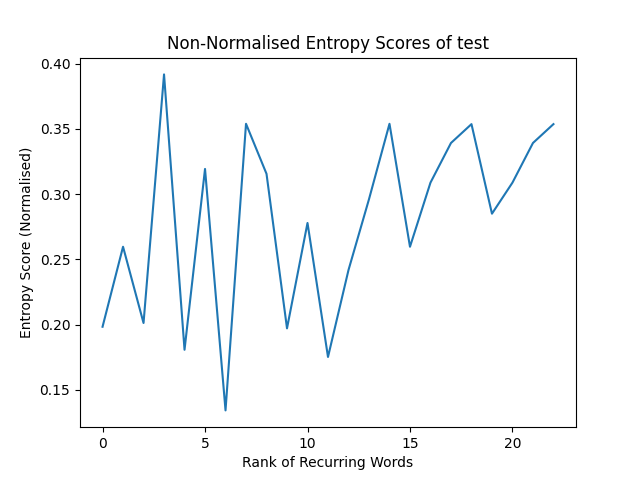 Non-Normalised Entropy Scores of test
Entropy Score (Normalised)
0.40
0.35
0.30
0.25
0.20
0.15
0 5 10 15 20
Rank of Recurring Words